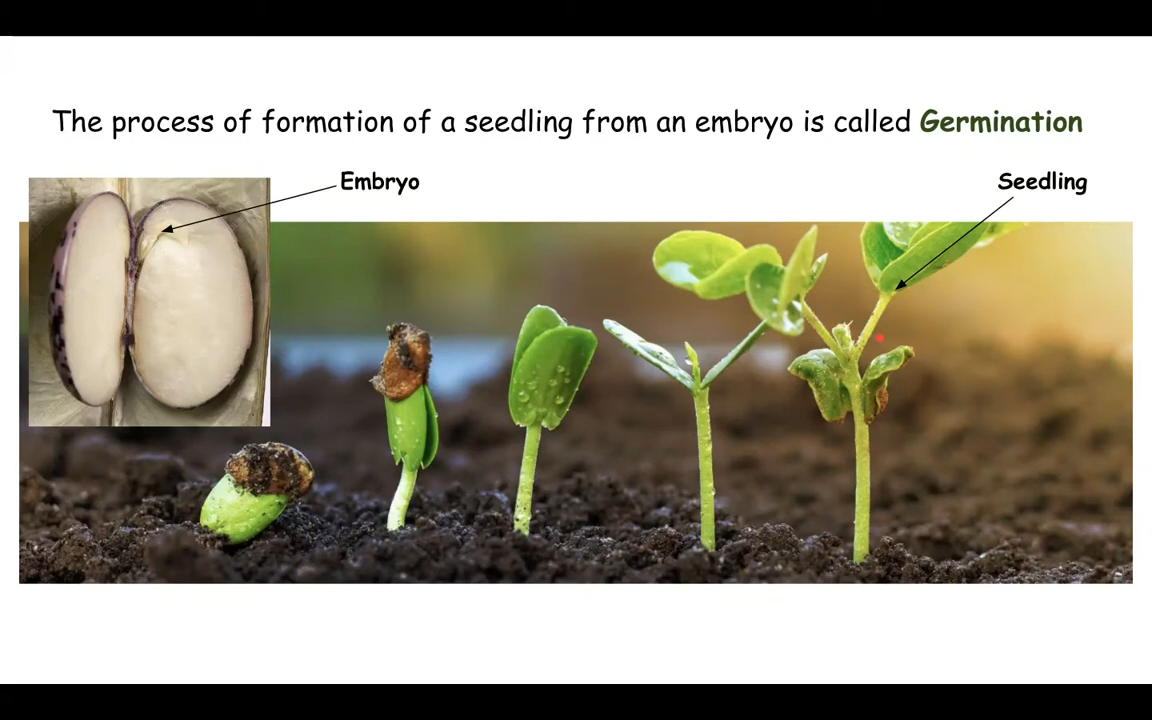 The process of formation of a seedling from an embryo is called Germination
Embryo
Seedling